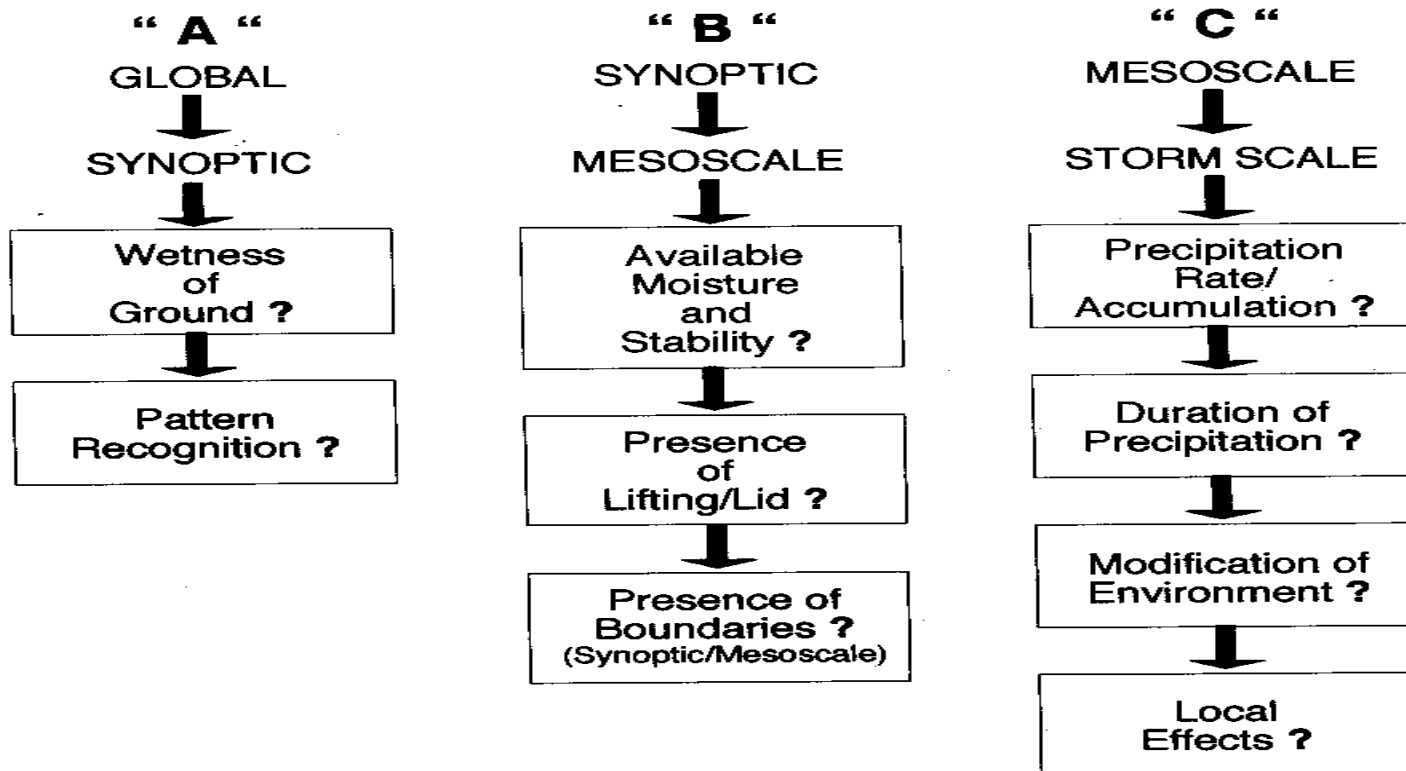 “ A “
GLOBAL
SYNOPTIC
Wetness
of
Ground ?
Pattern
Recognition ?
“ B “
SYNOPTIC
MESOSCALE
Available
Moisture
and
Stability ?
Presence
of
Lifting/Lid ?
Presence of
Boundaries ?
(Synoptic/Mesoscale)
“ C “
MESOSCALE
STORM SCALE
Precipitation
Rate/
Accumulation ?
Duration of
Precipitation ?
Modification of
Environment ?
Local
Effects ?